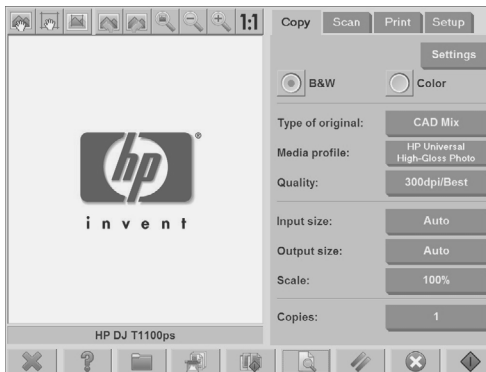 1:1
Copy Scan Print Setup
Settings
B&W Color
Type of original: CAD Mix
Media profile: HP Universal
High-Gloss Photo
Quality: 300dpi/Best
Input size: Auto
Output size: Auto
Scale: 100%
Copies: 1
hp ®
invent
HP DJ T1100ps
?